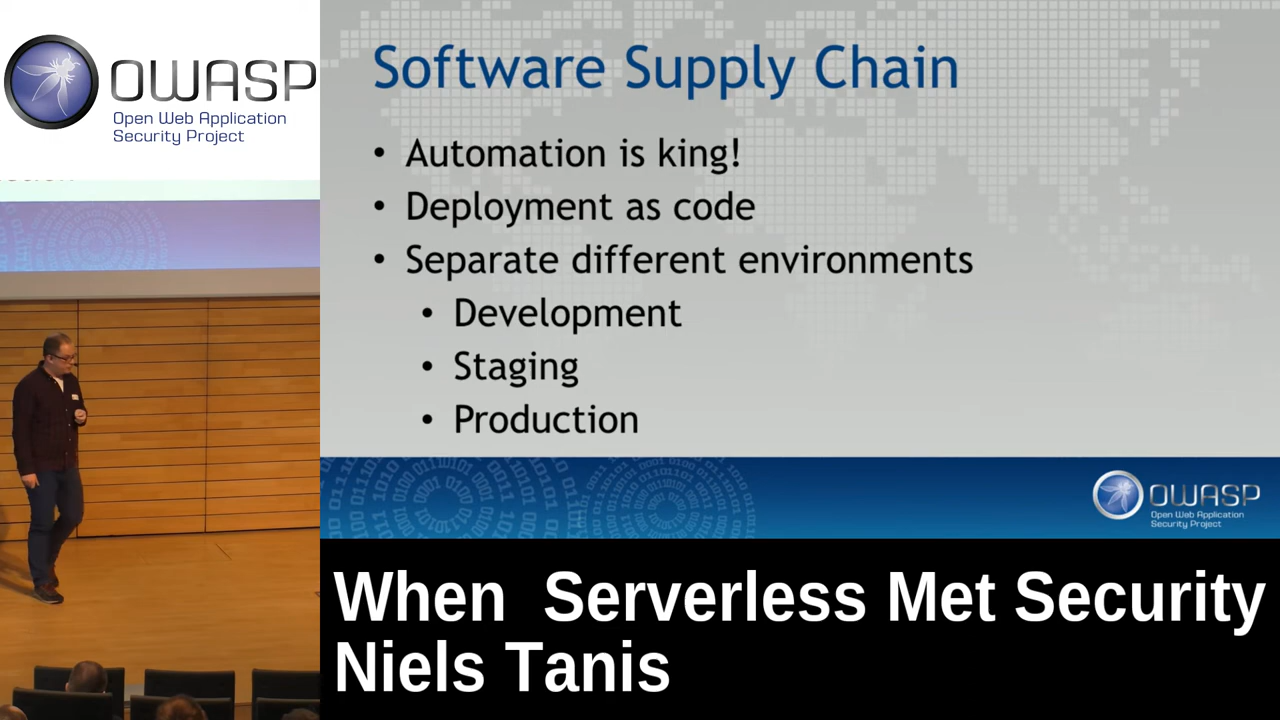 OWASP
Open Web Application
Security Project
Software Supply Chain
• Automation is king!
• Deployment as code
• Separate different environments
• Development
• Staging
• Production
OWASP
Open Web Application
Security Project
When Serverless Met Security
Niels Tanis